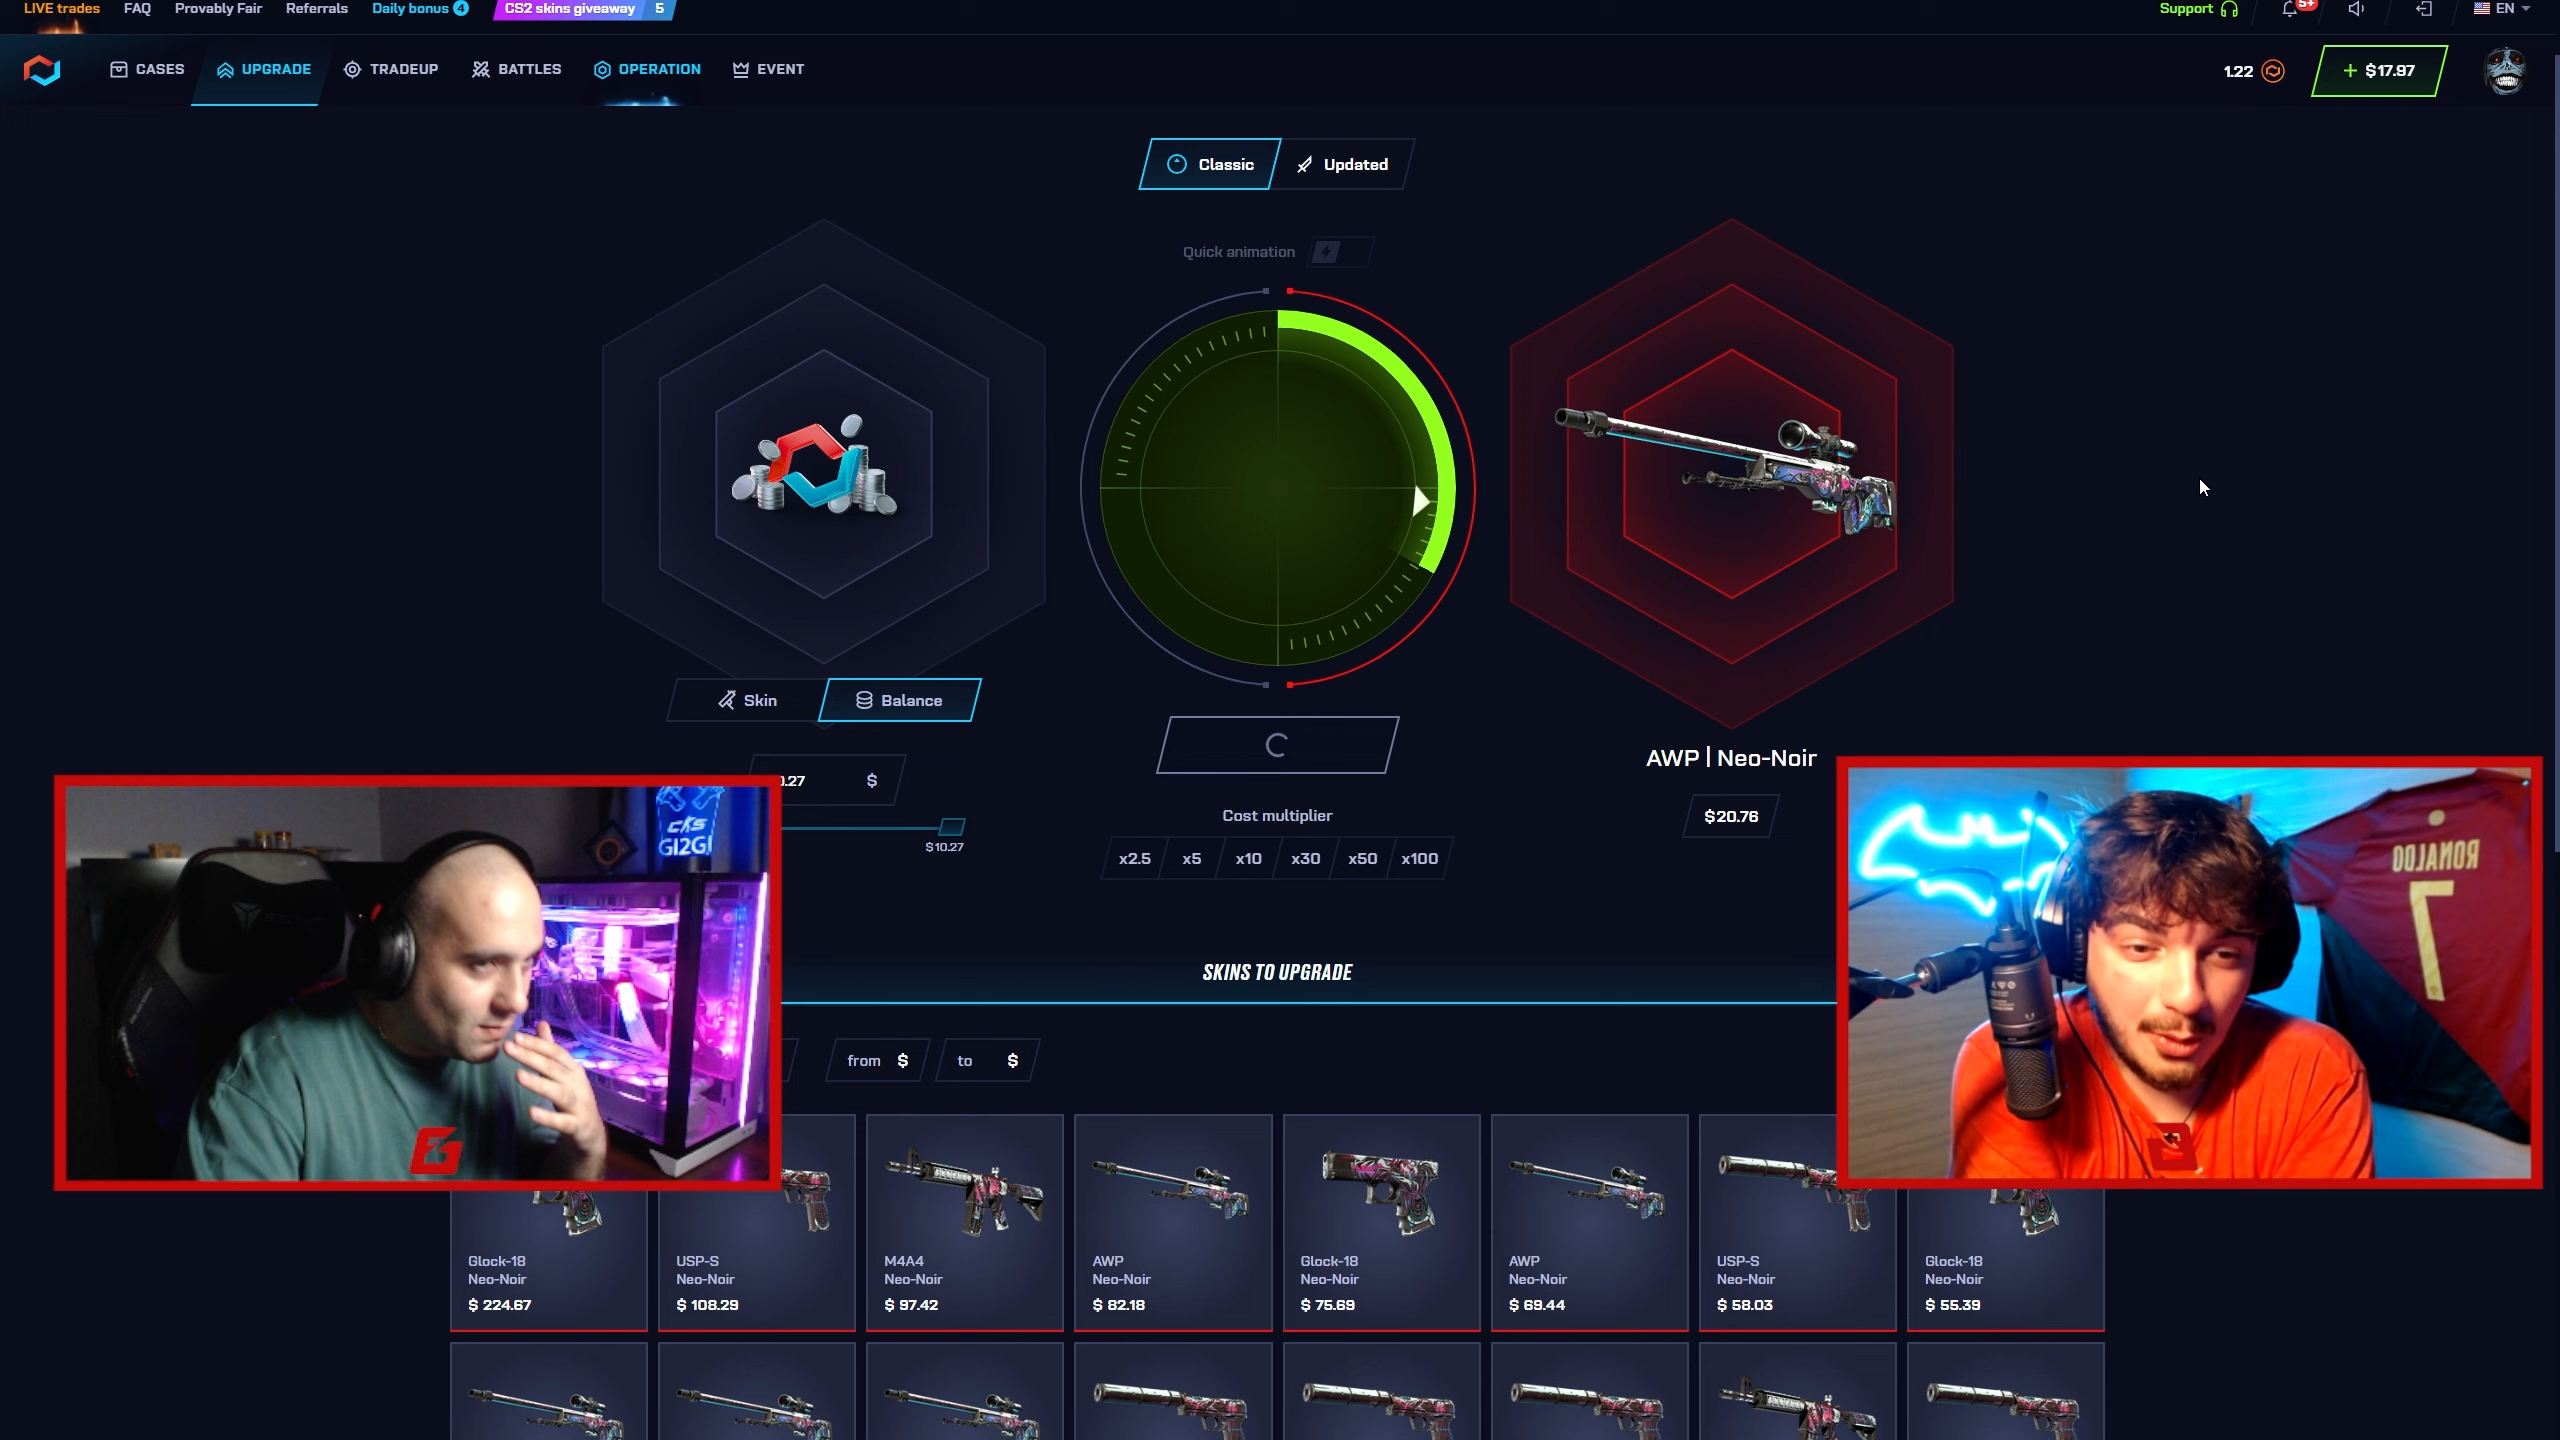 LIVE trades FAQ Provably Fair Referrals Daily bonus 4 CS2 skins giveaway 5 Support 5+ EN
CASES UPGRADE TRADEUP BATTLES OPERATION EVENT 1.22 + $17.97
Classic Updated
Quick animation
Skin Balance
.27 $
$10.27
AWP | Neo-Noir
$20.76
Cost multiplier
x2.5 x5 x10 x30 x50 x100
GI2G
RONALDO
7
SKINS TO UPGRADE
from $ to $
Glock-18 USP-S M4A4 AWP Glock-18 AWP USP-S Glock-18
Neo-Noir Neo-Noir Neo-Noir Neo-Noir Neo-Noir Neo-Noir Neo-Noir Neo-Noir
$ 224.67 $ 108.29 $ 97.42 $ 82.18 $ 75.69 $ 69.44 $ 58.03 $ 55.39